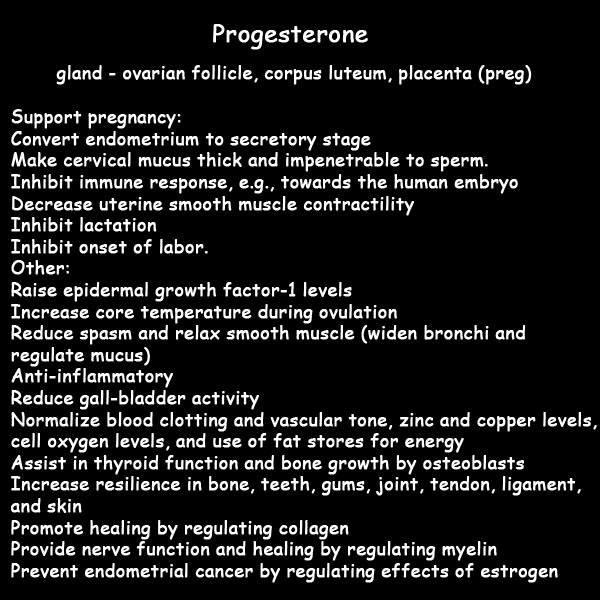 Progesterone
gland - ovarian follicle, corpus luteum, placenta (preg)
Support pregnancy:
Convert endometrium to secretory stage
Make cervical mucus thick and impenetrable to sperm.
Inhibit immune response, e.g., towards the human embryo
Decrease uterine smooth muscle contractility
Inhibit lactation
Inhibit onset of labor.
Other:
Raise epidermal growth factor-1 levels
Increase core temperature during ovulation
Reduce spasm and relax smooth muscle (widen bronchi and
regulate mucus)
Anti-inflammatory
Reduce gall-bladder activity
Normalize blood clotting and vascular tone, zinc and copper levels,
cell oxygen levels, and use of fat stores for energy
Assist in thyroid function and bone growth by osteoblasts
Increase resilience in bone, teeth, gums, joint, tendon, ligament,
and skin
Promote healing by regulating collagen
Provide nerve function and healing by regulating myelin
Prevent endometrial cancer by regulating effects of estrogen